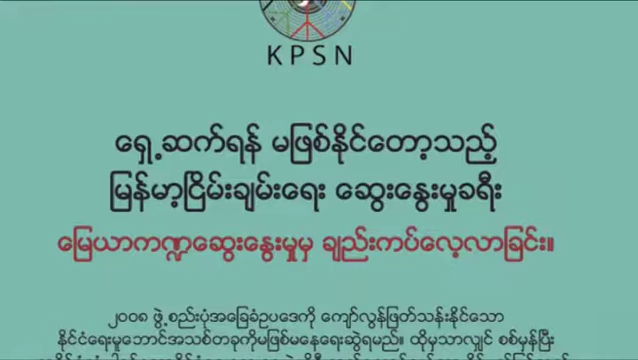 KPSN
ရှေ့ဆက်ရန် မဖြစ်နိုင်တော့သည့်
မြန်မာ့ငြိမ်းချမ်းရေး ဆွေးနွေးမှုခရီး
မြေယာကဏ္ဍဆွေးနွေးမှုမှ ချည်းကပ်လေ့လာခြင်း။
၂၀၀၈ ဖွဲ့စည်းပုံအခြေခံဥပဒေကို ကျော်လွန်ဖြတ်သန်းနိုင်သော
နိုင်ငံရေးမူဘောင်အသစ်တခုကိုမဖြစ်မနေရေးဆွဲရမည်။ ထိုမှသာလျှင် စစ်မှန်ပြီး